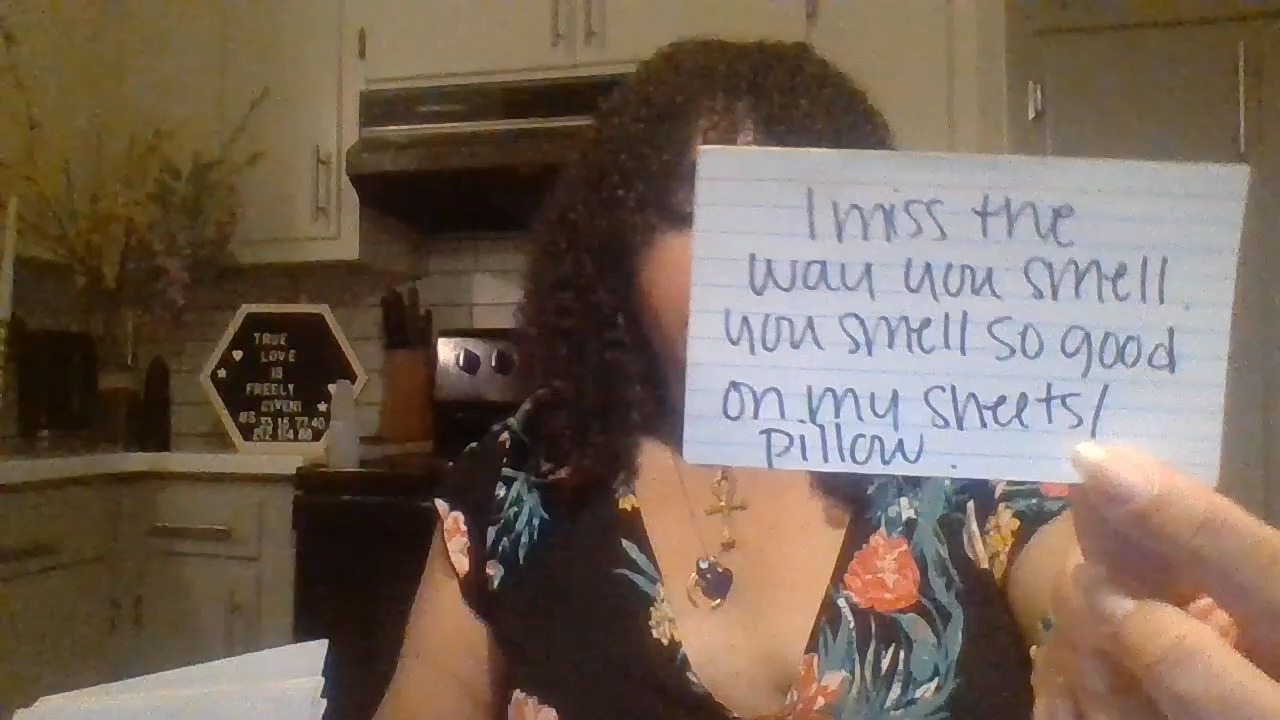 I miss the
way you smell.
you smell so good
on my sheets/
pillow.
TRUE
LOVE
IS
FREELY
GIVEN!